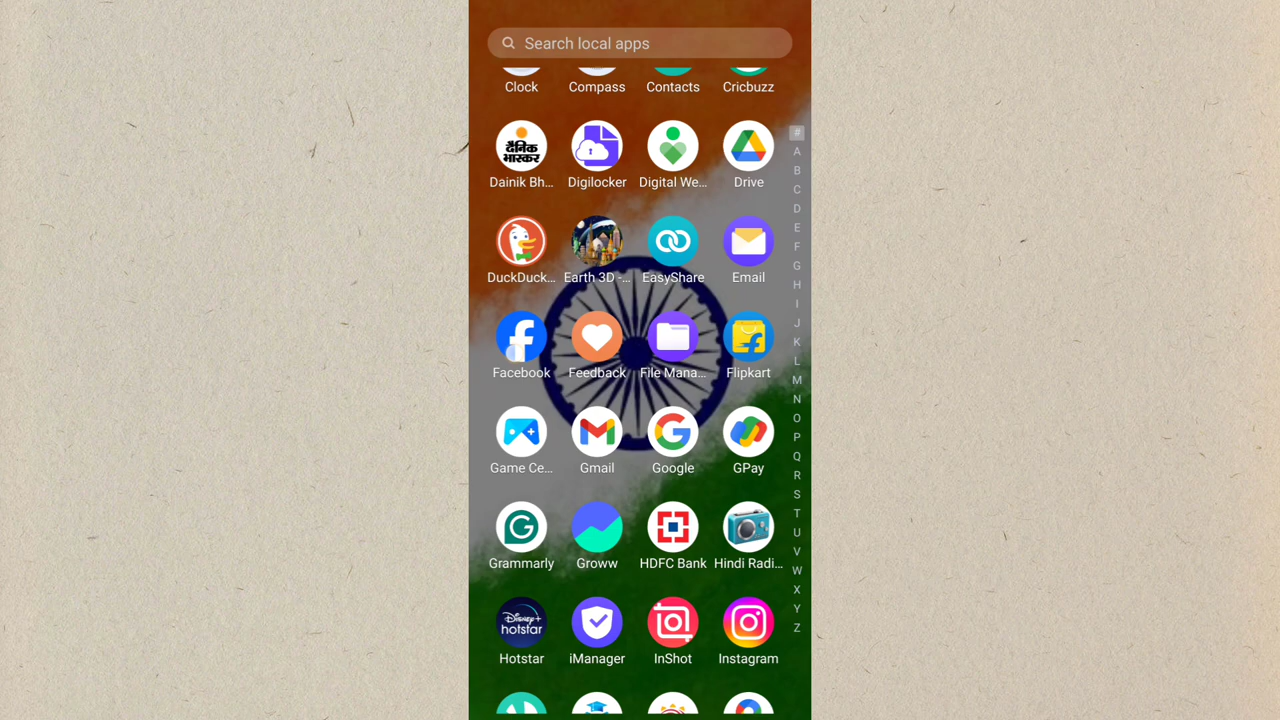 Search local apps
Clock Compass Contacts Cricbuzz
#
A
दैनिक
भास्कर
B
Dainik Bh... Digilocker Digital We... Drive
C
D
E
F
G
DuckDuck... Earth 3D -... EasyShare Email
H
I
J
K
L
Facebook Feedback File Mana... Flipkart
M
N
O
P
Q
Game Ce... Gmail Google GPay
R
S
T
U
V
Grammarly Groww HDFC Bank Hindi Radi...
W
X
Y
Disney+
hotstar
Z
Hotstar iManager InShot Instagram